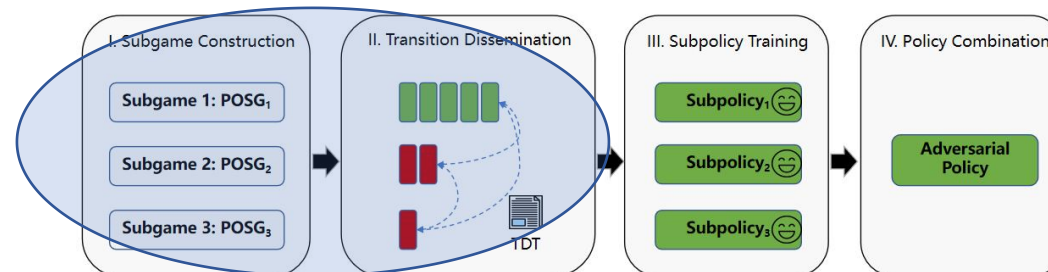 I. Subgame Construction
Subgame 1: POSG₁
Subgame 2: POSG₂
Subgame 3: POSG₃
II. Transition Dissemination
TDT
III. Subpolicy Training
Subpolicy₁
Subpolicy₂
Subpolicy₃
IV. Policy Combination
Adversarial
Policy